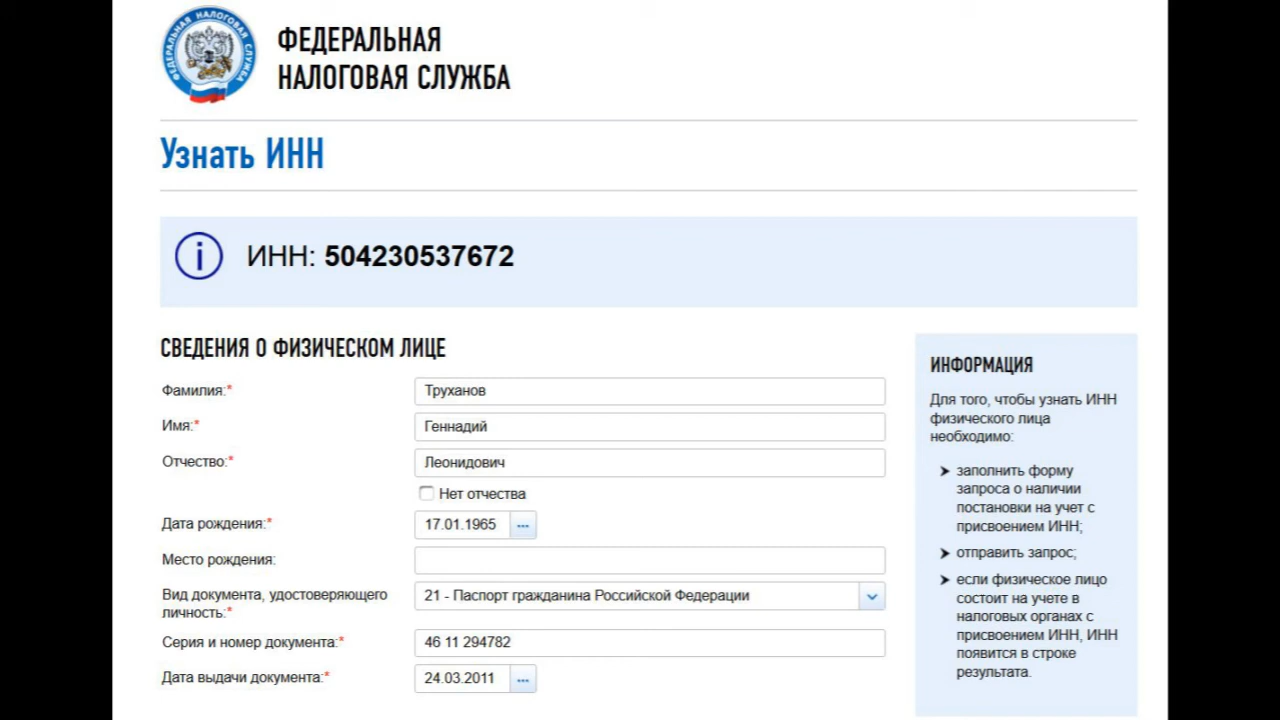 ФЕДЕРАЛЬНАЯ НАЛОГОВАЯ СЛУЖБА
ФЕДЕРАЛЬНАЯ
НАЛОГОВАЯ СЛУЖБА
Узнать ИНН
i ИНН: 504230537672
СВЕДЕНИЯ О ФИЗИЧЕСКОМ ЛИЦЕ
Фамилия:* Труханов
Имя:* Геннадий
Отчество:* Леонидович
Нет отчества
Дата рождения:* 17.01.1965 ...
Место рождения:
Вид документа, удостоверяющего
личность:* 21 - Паспорт гражданина Российской Федерации
Серия и номер документа:* 46 11 294782
Дата выдачи документа:* 24.03.2011 ...
ИНФОРМАЦИЯ
Для того, чтобы узнать ИНН
физического лица
необходимо:
заполнить форму
запроса о наличии
постановки на учет с
присвоением ИНН;
отправить запрос;
если физическое лицо
состоит на учете в
налоговых органах с
присвоением ИНН, ИНН
появится в строке
результата.